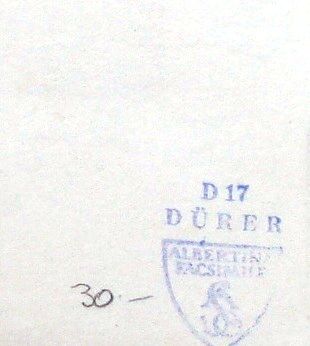 D 17
DÜRER
ALBERTINA
FACSIMILE
30.—